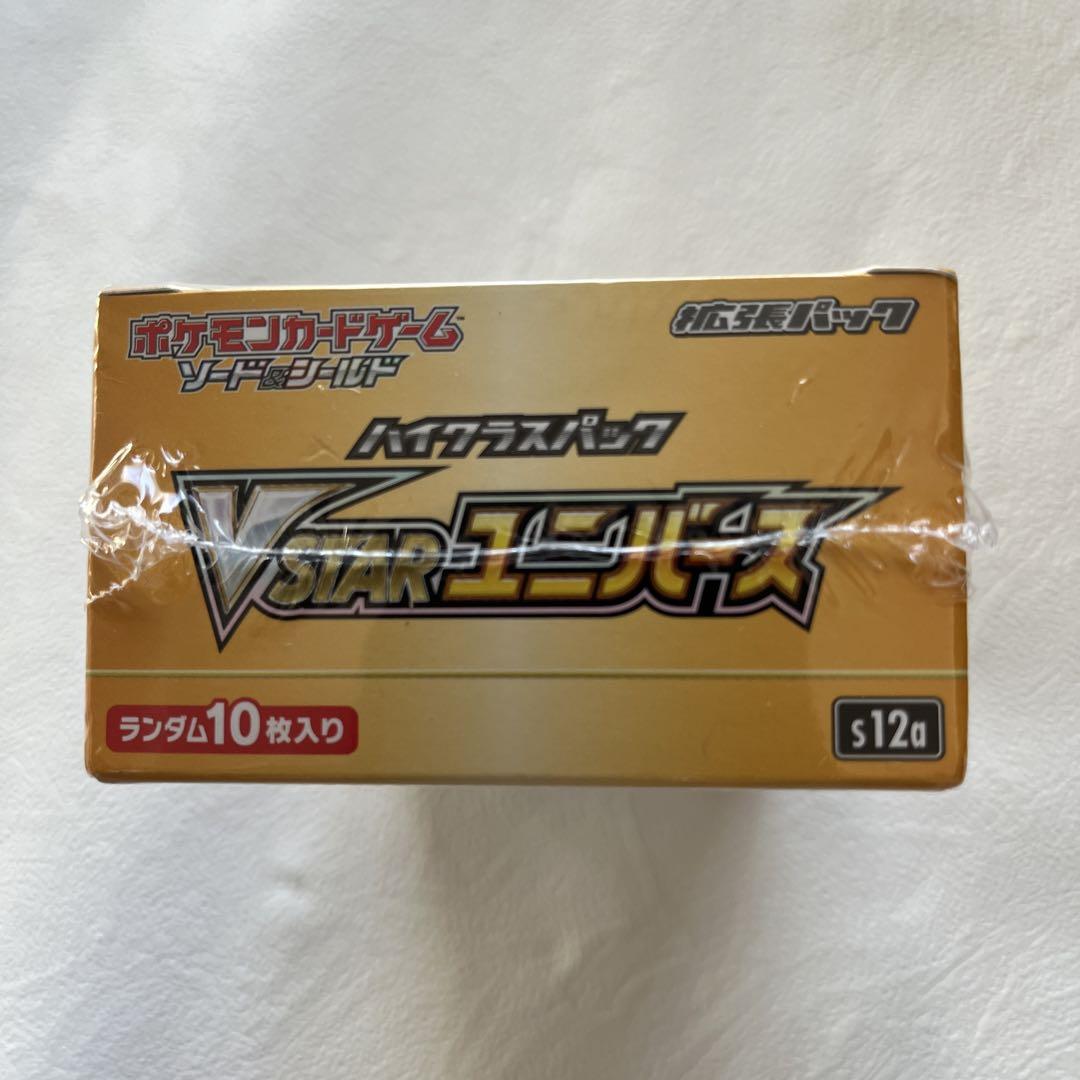 ポケモンカードゲーム™
ソード&シールド
拡張パック
ハイクラスパック
VSTARユニバース
ランダム10枚入り
s12a